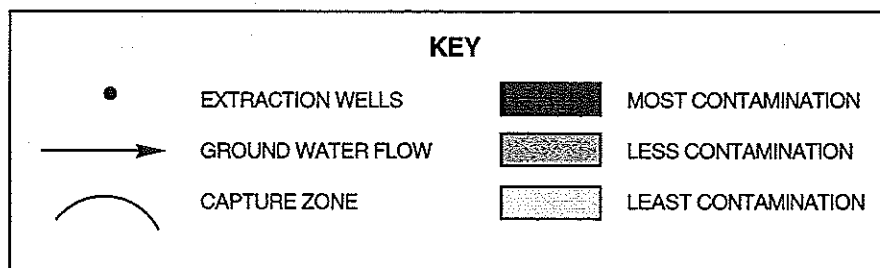 KEY
EXTRACTION WELLS
GROUND WATER FLOW
CAPTURE ZONE
MOST CONTAMINATION
LESS CONTAMINATION
LEAST CONTAMINATION